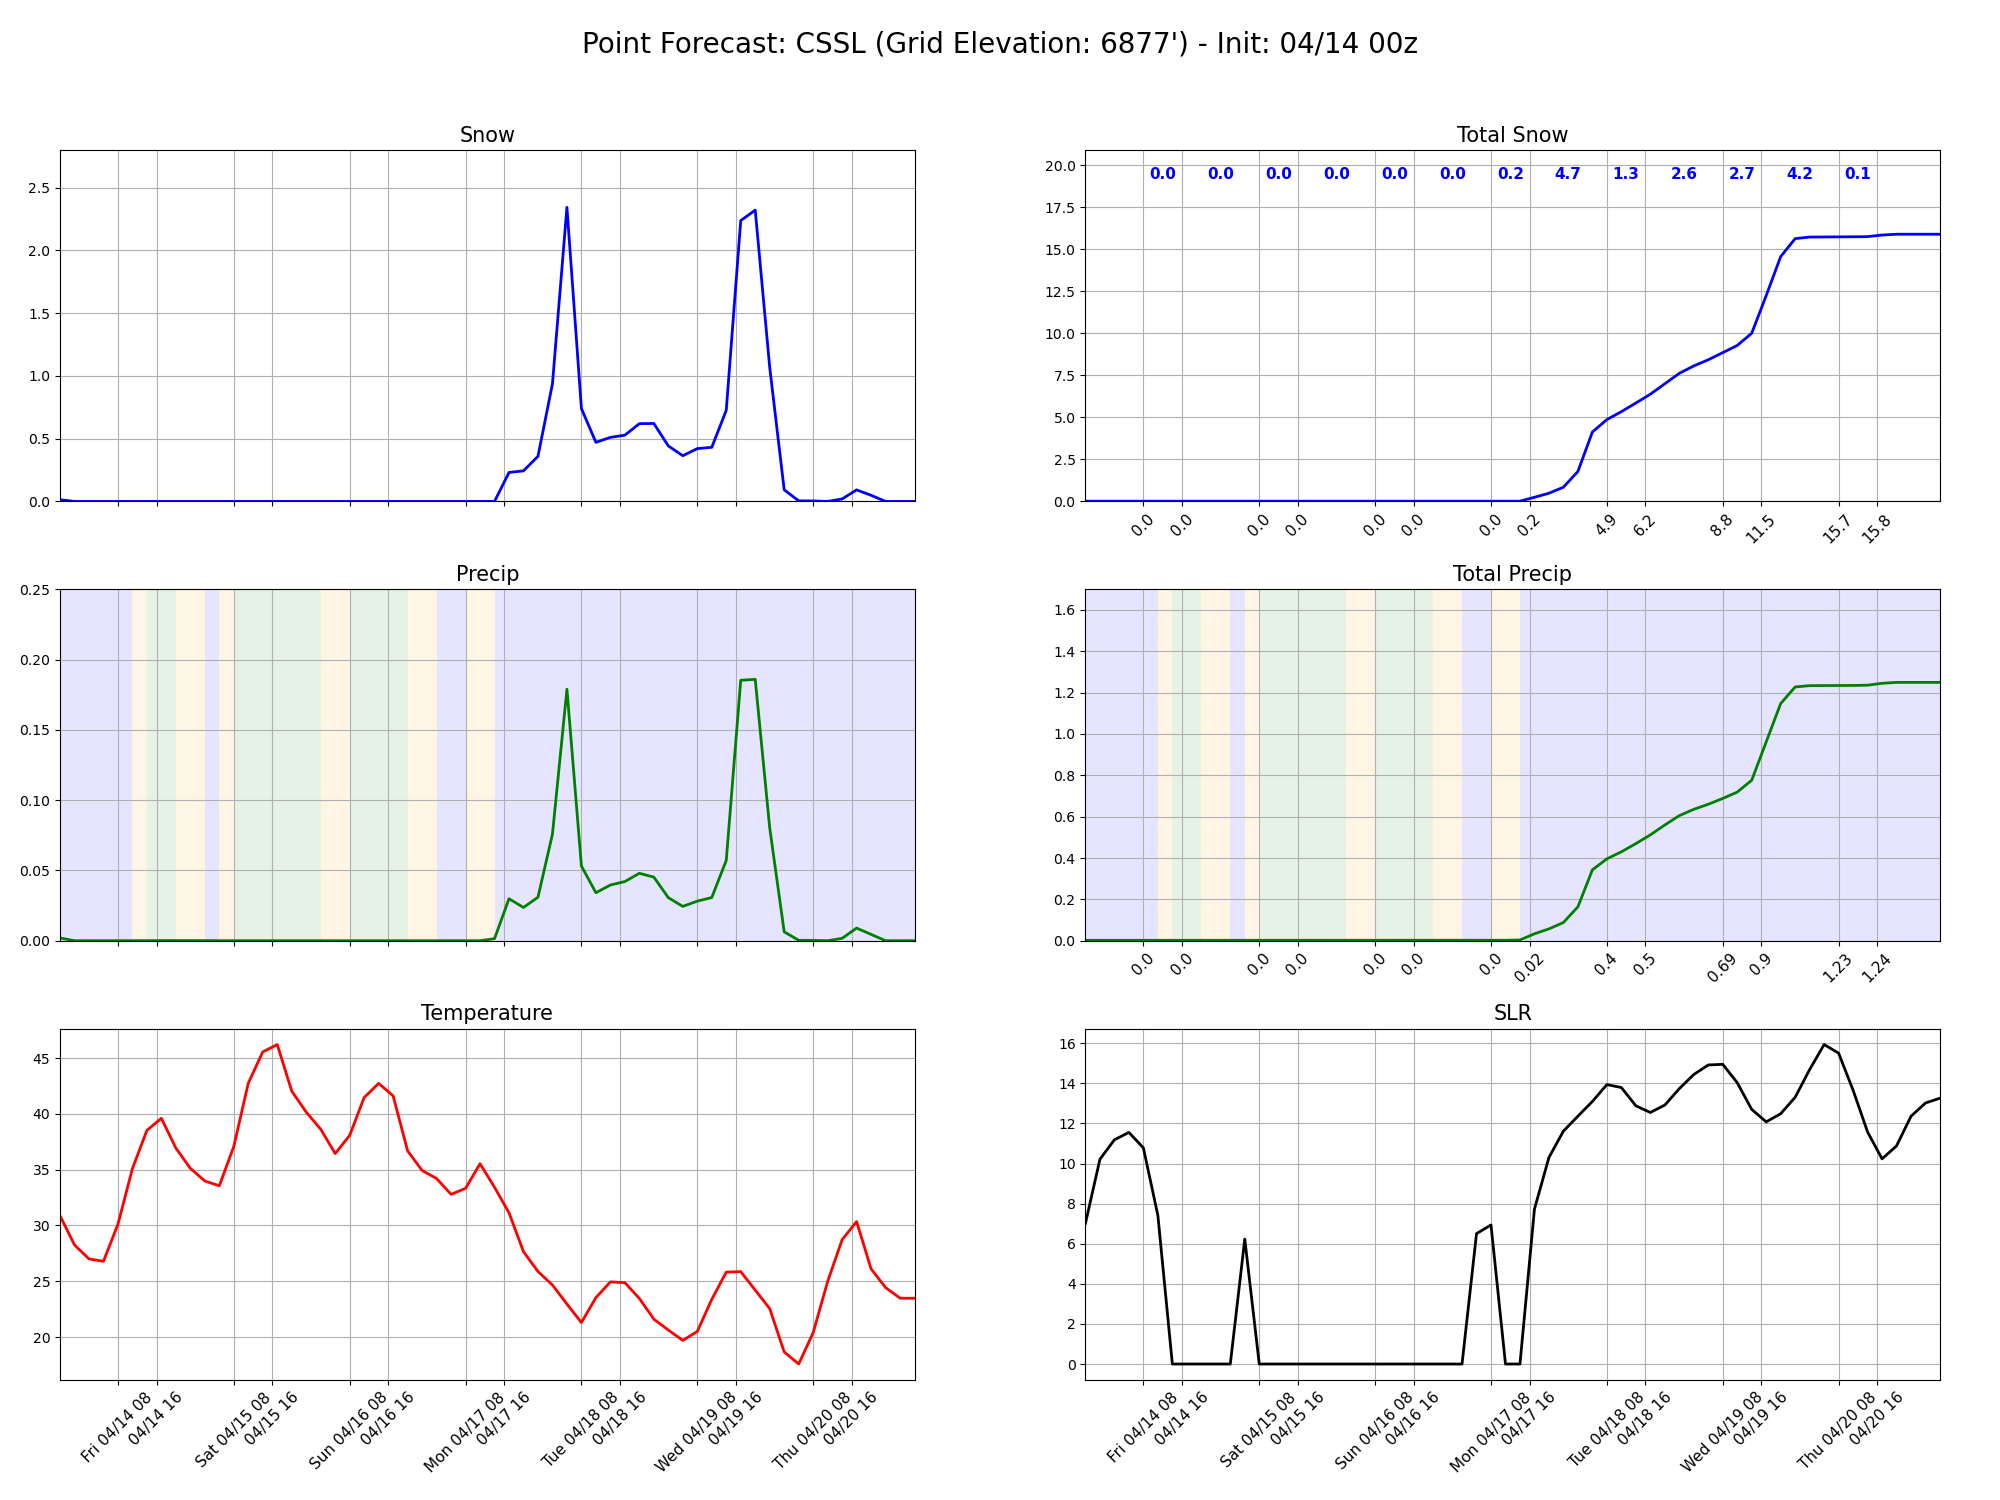 Point Forecast: CSSL (Grid Elevation: 6877') - Init: 04/14 00z
Snow
2.5
2.0
1.5
1.0
0.5
0.0
Total Snow
20.0
17.5
15.0
12.5
10.0
7.5
5.0
2.5
0.0
0.0 0.0 0.0 0.0 0.0 0.0 0.2 4.7 1.3 2.6 2.7 4.2 0.1
0.0 0.0 0.0 0.0 0.0 0.0 0.0 0.2 4.9 6.2 8.8 11.5 15.7 15.8
Precip
0.25
0.20
0.15
0.10
0.05
0.00
Total Precip
1.6
1.4
1.2
1.0
0.8
0.6
0.4
0.2
0.0
0.0 0.0 0.0 0.0 0.0 0.0 0.0 0.02 0.4 0.5 0.69 0.9 1.23 1.24
Temperature
45
40
35
30
25
20
Fri 04/14 08
04/14 16
Sat 04/15 08
04/15 16
Sun 04/16 08
04/16 16
Mon 04/17 08
04/17 16
Tue 04/18 08
04/18 16
Wed 04/19 08
04/19 16
Thu 04/20 08
04/20 16
SLR
16
14
12
10
8
6
4
2
0
Fri 04/14 08
04/14 16
Sat 04/15 08
04/15 16
Sun 04/16 08
04/16 16
Mon 04/17 08
04/17 16
Tue 04/18 08
04/18 16
Wed 04/19 08
04/19 16
Thu 04/20 08
04/20 16